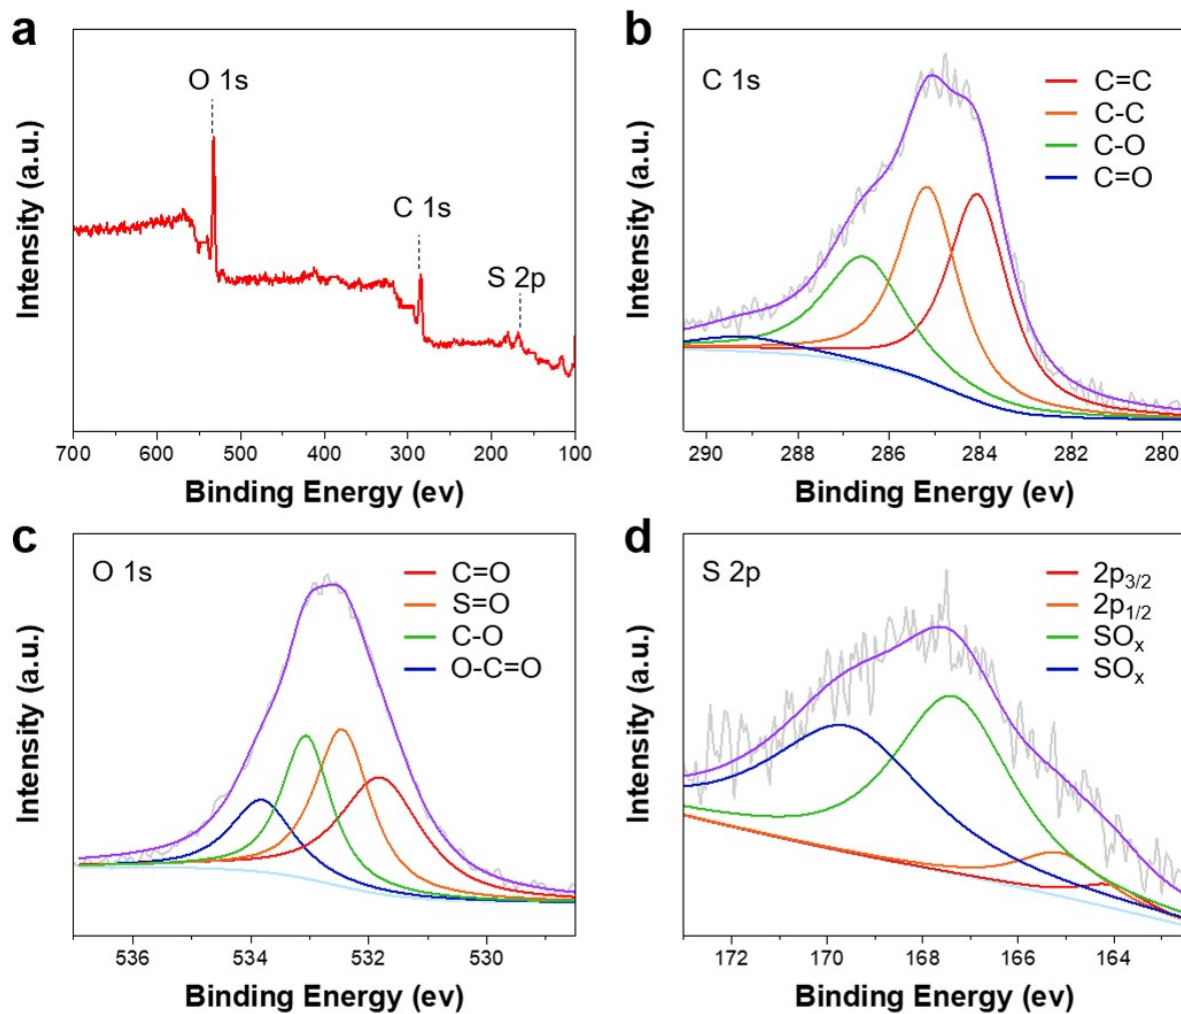 a
O 1s
C 1s
S 2p
Intensity (a.u.)
700 600 500 400 300 200 100
Binding Energy (ev)
b
C 1s
C=C
C-C
C-O
C=O
Intensity (a.u.)
290 288 286 284 282 280
Binding Energy (ev)
c
O 1s
C=O
S=O
C-O
O-C=O
Intensity (a.u.)
536 534 532 530
Binding Energy (ev)
d
S 2p
2p3/2
2p1/2
SOx
SOx
Intensity (a.u.)
172 170 168 166 164
Binding Energy (ev)